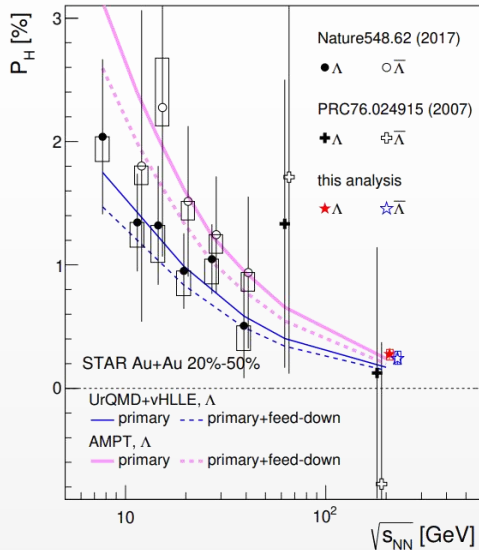 P_H [%]
3
2
1
0
Nature548.62 (2017)
Λ Λ̅
PRC76.024915 (2007)
Λ Λ̅
this analysis
Λ Λ̅
STAR Au+Au 20%-50%
UrQMD+vHLLE, Λ
primary primary+feed-down
AMPT, Λ
primary primary+feed-down
10 10²
√s_NN [GeV]